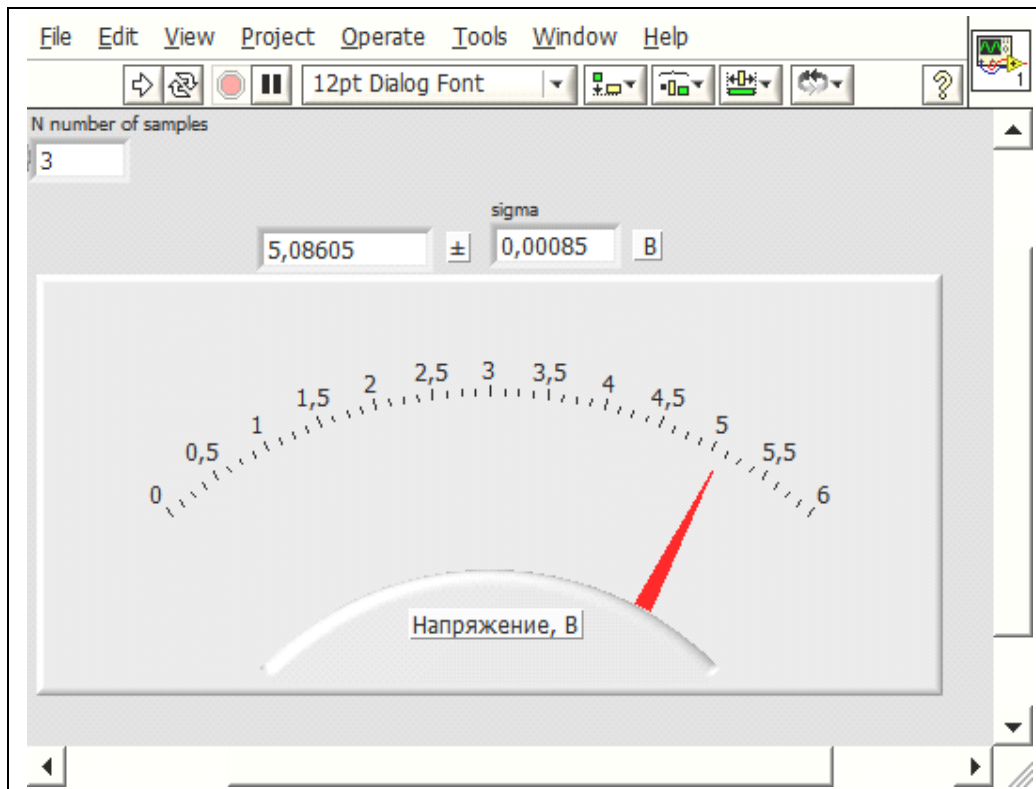 File Edit View Project Operate Tools Window Help
12pt Dialog Font
1
N number of samples
3
sigma
5,08605 ± 0,00085 В
0 0,5 1 1,5 2 2,5 3 3,5 4 4,5 5 5,5 6
Напряжение, В